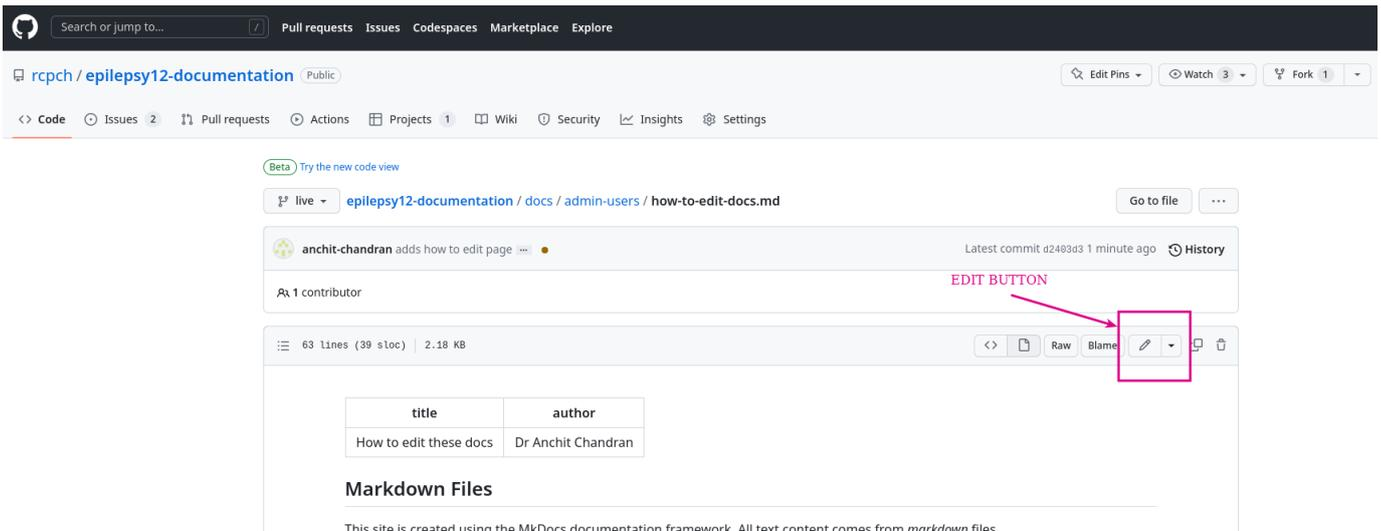 Search or jump to... / Pull requests Issues Codespaces Marketplace Explore
rcpch / epilepsy12-documentation Public Edit Pins Watch 3 Fork 1
<> Code Issues 2 Pull requests Actions Projects 1 Wiki Security Insights Settings
Beta Try the new code view
live epilepsy12-documentation / docs / admin-users / how-to-edit-docs.md Go to file ...
anchit-chandran adds how to edit page ... Latest commit d2403d3 1 minute ago History
EDIT BUTTON
1 contributor
63 lines (39 sloc) 2.18 KB <> Raw Blame
title author
How to edit these docs Dr Anchit Chandran
Markdown Files
This site is created using the MkDocs documentation framework. All text content comes from markdown files